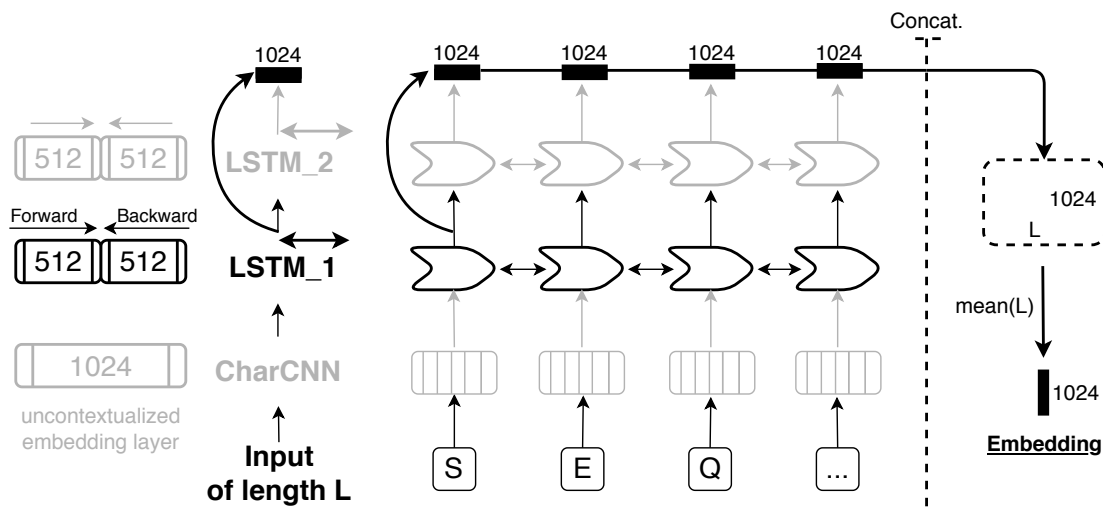 Concat.
1024
1024
1024
1024
1024
512
512
LSTM_2
1024
L
Forward
Backward
512
512
LSTM_1
mean(L)
1024
CharCNN
1024
uncontextualized
embedding layer
Input
of length L
S
E
Q
...
Embedding